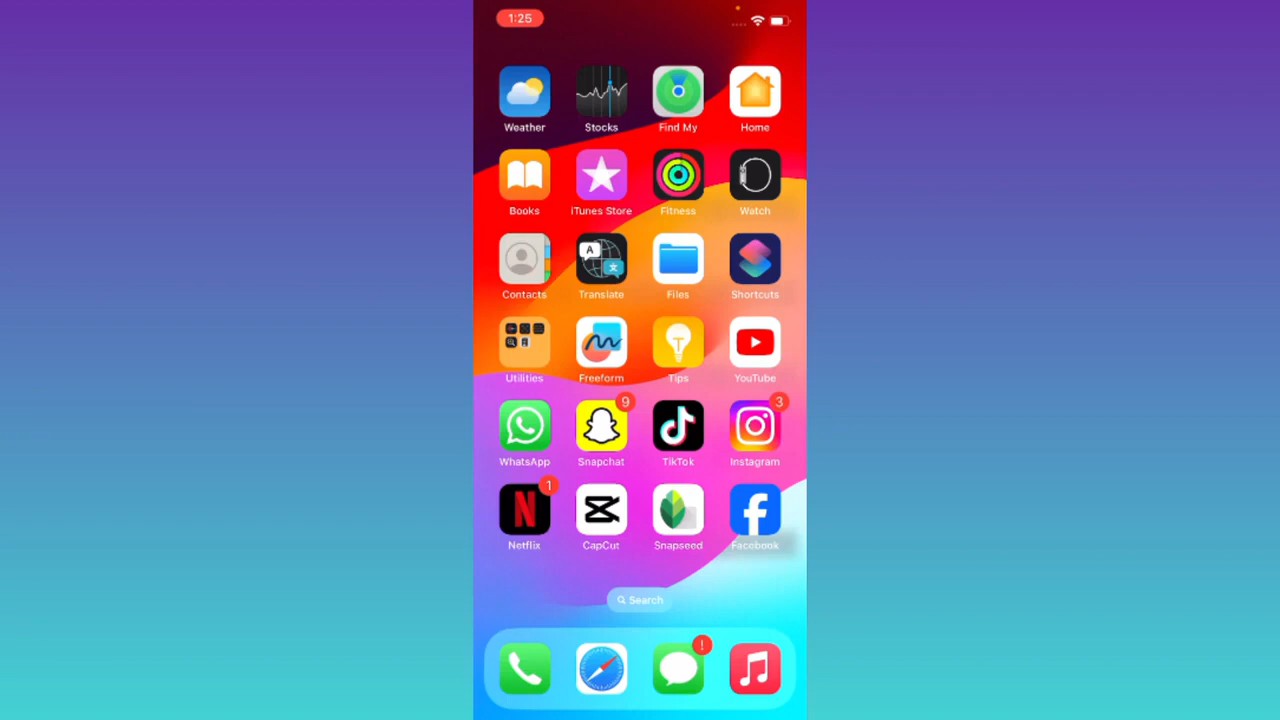 1:25
Weather Stocks Find My Home
Books iTunes Store Fitness Watch
A
文
Contacts Translate Files Shortcuts
Utilities Freeform Tips YouTube
9 3
WhatsApp Snapchat TikTok Instagram
1
N
Netflix CapCut Snapseed Facebook
Search
!